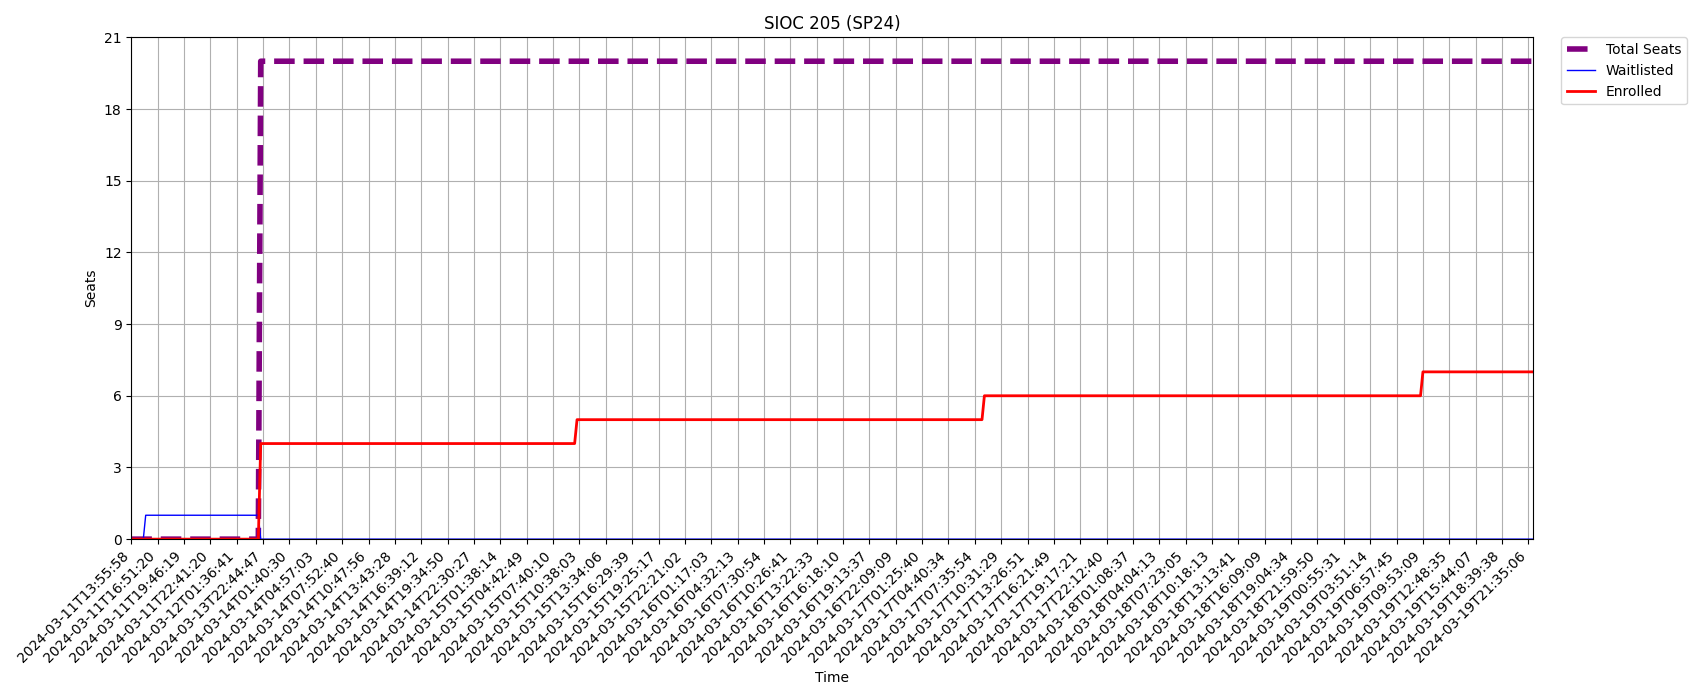 SIOC 205 (SP24)
Total Seats
Waitlisted
Enrolled
Seats
21
18
15
12
9
6
3
0
2024-03-11T13:55:58
2024-03-11T16:51:20
2024-03-11T19:46:19
2024-03-11T22:41:20
2024-03-12T01:36:41
2024-03-13T22:44:47
2024-03-14T01:40:30
2024-03-14T04:57:03
2024-03-14T07:52:40
2024-03-14T10:47:56
2024-03-14T13:43:28
2024-03-14T16:39:12
2024-03-14T19:34:50
2024-03-14T22:30:27
2024-03-15T01:38:14
2024-03-15T04:42:49
2024-03-15T07:40:10
2024-03-15T10:38:03
2024-03-15T13:34:06
2024-03-15T16:29:39
2024-03-15T19:25:17
2024-03-15T22:21:02
2024-03-16T01:17:03
2024-03-16T04:32:13
2024-03-16T07:30:54
2024-03-16T10:26:41
2024-03-16T13:22:33
2024-03-16T16:18:10
2024-03-16T19:13:37
2024-03-16T22:09:09
2024-03-17T01:25:40
2024-03-17T04:40:34
2024-03-17T07:35:54
2024-03-17T10:31:29
2024-03-17T13:26:51
2024-03-17T16:21:49
2024-03-17T19:17:21
2024-03-17T22:12:40
2024-03-18T01:08:37
2024-03-18T04:04:13
2024-03-18T07:23:05
2024-03-18T10:18:13
2024-03-18T13:13:41
2024-03-18T16:09:09
2024-03-18T19:04:34
2024-03-18T21:59:50
2024-03-19T00:55:31
2024-03-19T03:51:14
2024-03-19T06:57:45
2024-03-19T09:53:09
2024-03-19T12:48:35
2024-03-19T15:44:07
2024-03-19T18:39:38
2024-03-19T21:35:06
Time